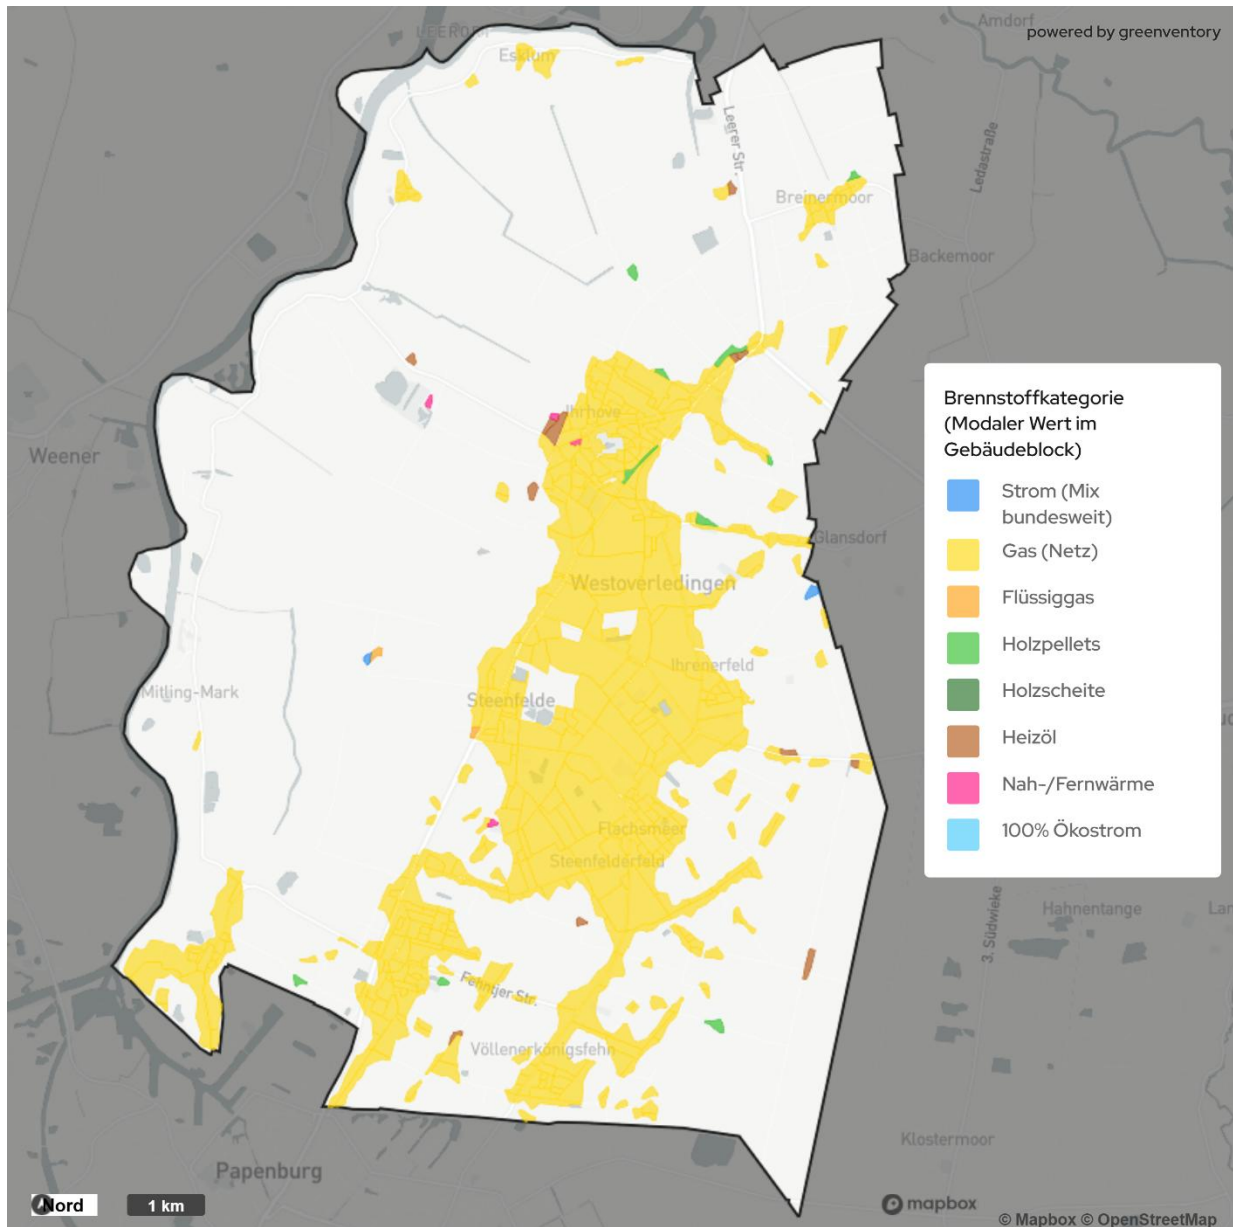 Amdorf
powered by greenventory
LEERORT
Esklum
Leerer Str.
Ledastraße
Breinermoor
Backemoor
Brennstoffkategorie
(Modaler Wert im
Gebäudeblock)
Strom (Mix
bundesweit)
Gas (Netz)
Flüssiggas
Holzpellets
Holzscheite
Heizöl
Nah-/Fernwärme
100% Ökostrom
Ihrhove
Weener
Glansdorf
Westoverledingen
Ihrenerfeld
Mitling-Mark
Steenfelde
Flachsmeer
Steenfelderfeld
Hahnentange
3. Südwieke
Fehntjer Str.
Völlenerkönigsfehn
Klostermoor
Papenburg
Nord
1 km
mapbox
© Mapbox © OpenStreetMap